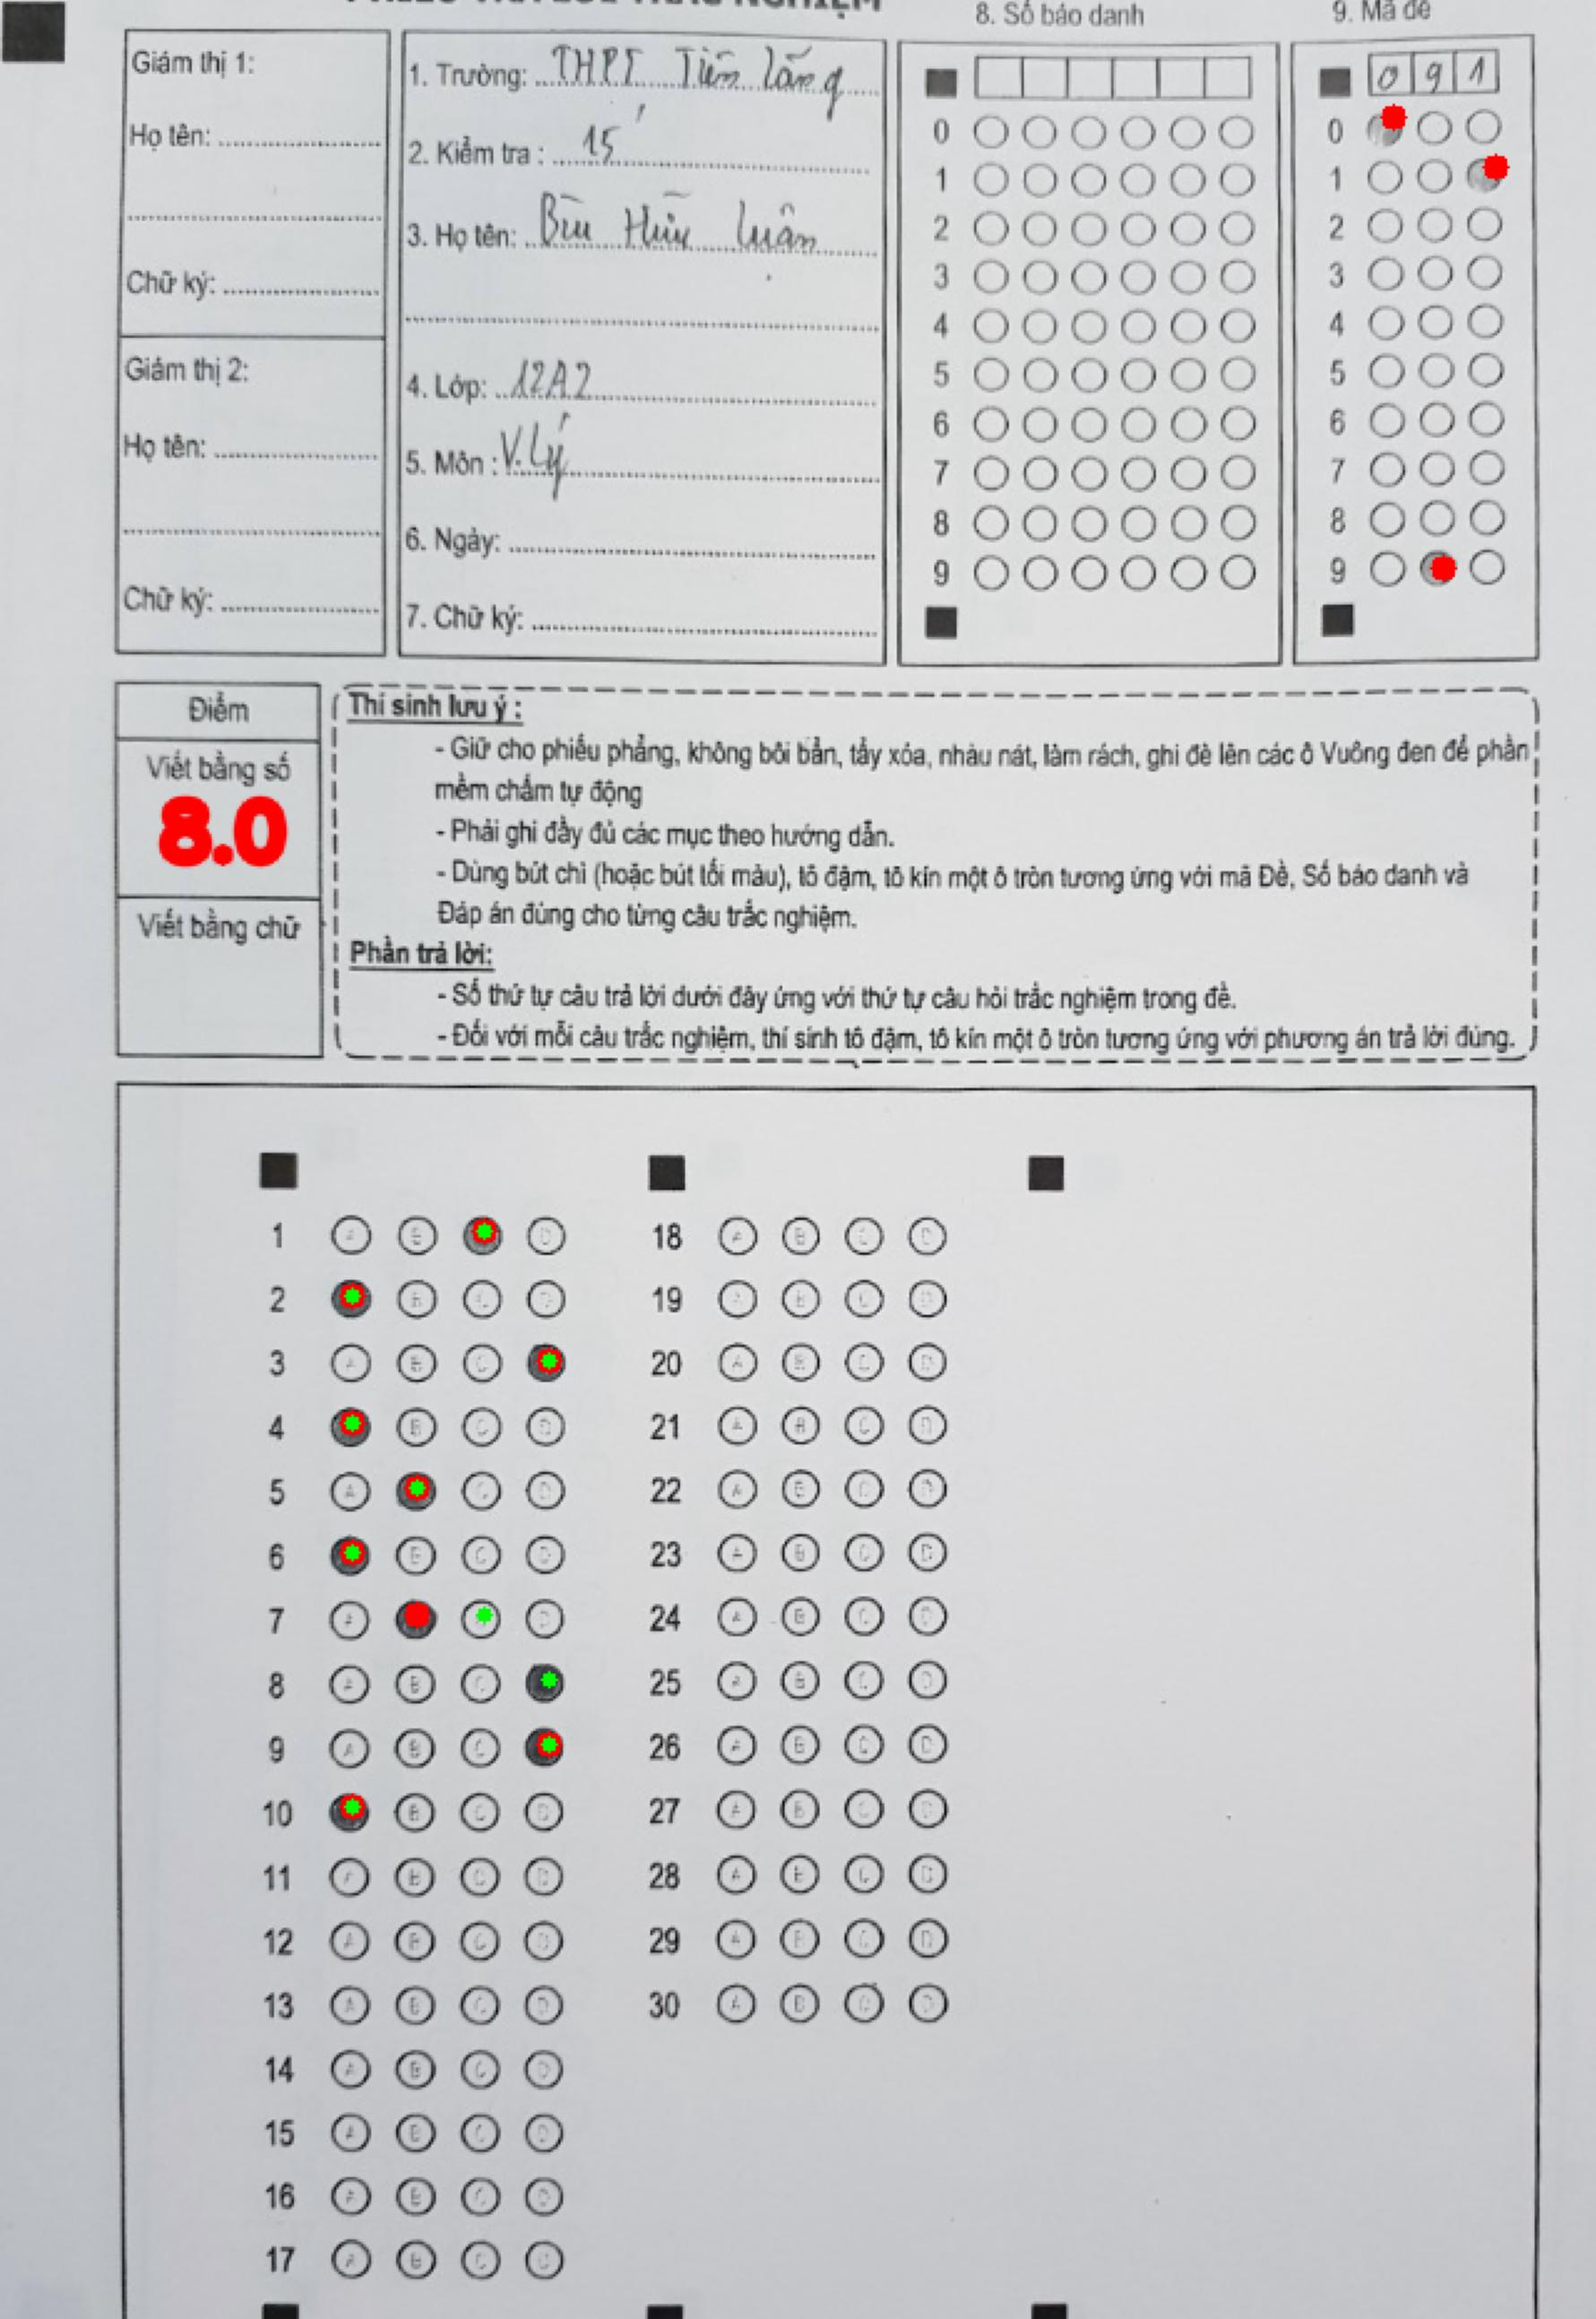 8. Số báo danh
9. Mã đề
Giám thị 1:
Họ tên:
Chữ ký:
Giám thị 2:
Họ tên:
Chữ ký:
1. Trường: THPT Tiên Lãng
2. Kiểm tra : 15'
3. Họ tên: Bùi Hữu Luân
4. Lớp: 12A2
5. Môn : V.Lý
6. Ngày:
7. Chữ ký:
0
1
2
3
4
5
6
7
8
9
0 9 1
0
1
2
3
4
5
6
7
8
9
Điểm
Viết bằng số
8.0
Viết bằng chữ
Thí sinh lưu ý :
- Giữ cho phiếu phẳng, không bôi bẩn, tẩy xóa, nhàu nát, làm rách, ghi đè lên các ô Vuông đen để phần
mềm chấm tự động
- Phải ghi đầy đủ các mục theo hướng dẫn.
- Dùng bút chì (hoặc bút tối màu), tô đậm, tô kín một ô tròn tương ứng với mã Đề, Số báo danh và
Đáp án đúng cho từng câu trắc nghiệm.
Phần trả lời:
- Số thứ tự câu trả lời dưới đây ứng với thứ tự câu hỏi trắc nghiệm trong đề.
- Đối với mỗi câu trắc nghiệm, thí sinh tô đậm, tô kín một ô tròn tương ứng với phương án trả lời đúng.
1 A B D
2 B C D
3 A B C
4 B C D
5 A C D
6 B C D
7 A D
8 A B C
9 A B C
10 B C D
11 A B C D
12 A B C D
13 A B C D
14 A B C D
15 A B C D
16 A B C D
17 A B C D
18 A B C D
19 A B C D
20 A B C D
21 A B C D
22 A B C D
23 A B C D
24 A B C D
25 A B C D
26 A B C D
27 A B C D
28 A B C D
29 A B C D
30 A B C D